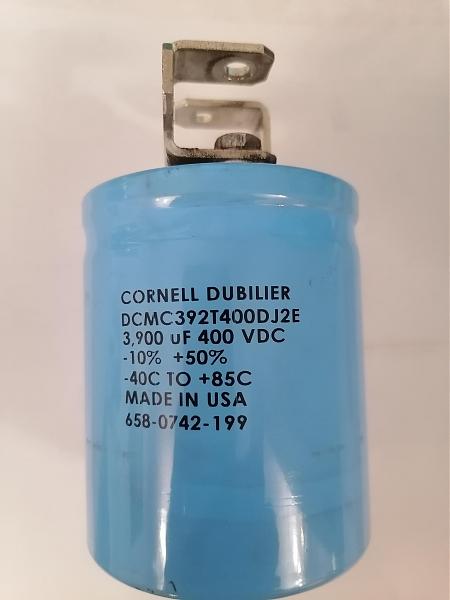 CORNELL DUBILIER
DCMC392T400DJ2E
3,900 uF 400 VDC
-10% +50%
-40C TO +85C
MADE IN USA
658-0742-199